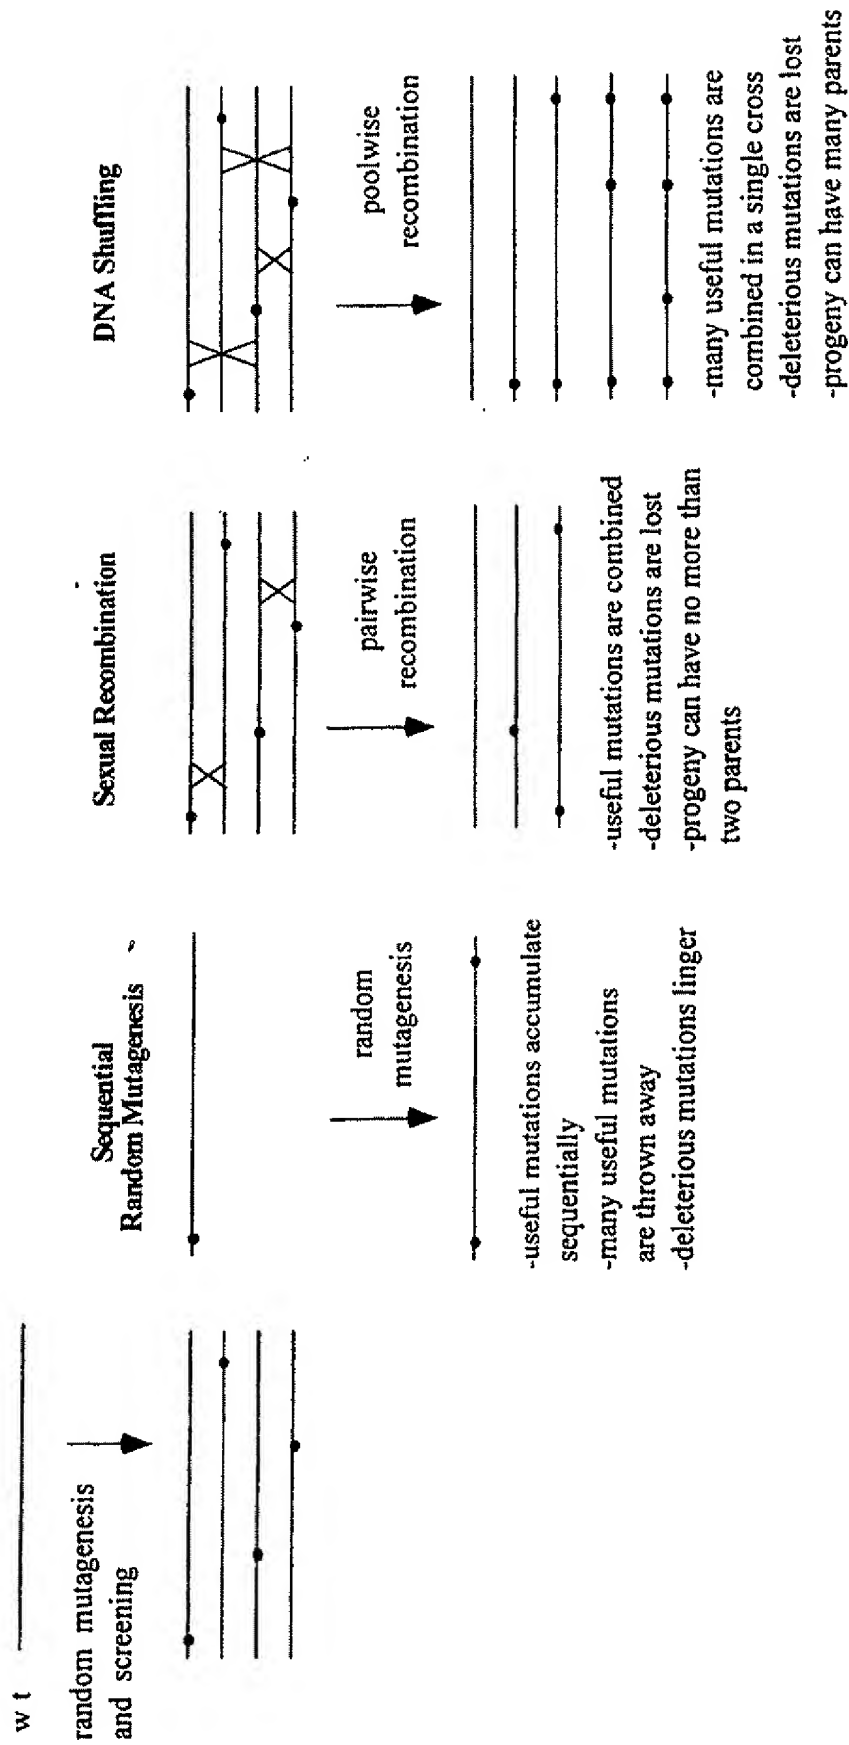 w t
random mutagenesis
and screening
Sequential
Random Mutagenesis
random
mutagenesis
-useful mutations accumulate
sequentially
-many useful mutations
are thrown away
-deleterious mutations linger
Sexual Recombination
pairwise
recombination
-useful mutations are combined
-deleterious mutations are lost
-progeny can have no more than
two parents
DNA Shuffling
poolwise
recombination
-many useful mutations are
combined in a single cross
-deleterious mutations are lost
-progeny can have many parents